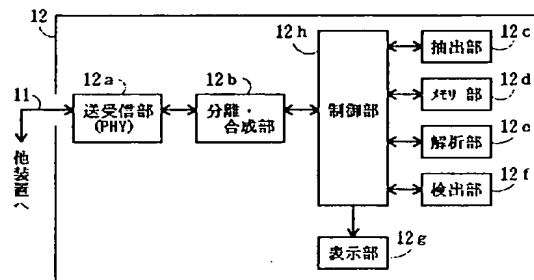 12
12a
12b
12h
12c
11
送受信部
(PHY)
分離・
合成部
制御部
抽出部
メモリ部
12d
解析部
12e
検出部
12f
表示部
12g
他装置へ